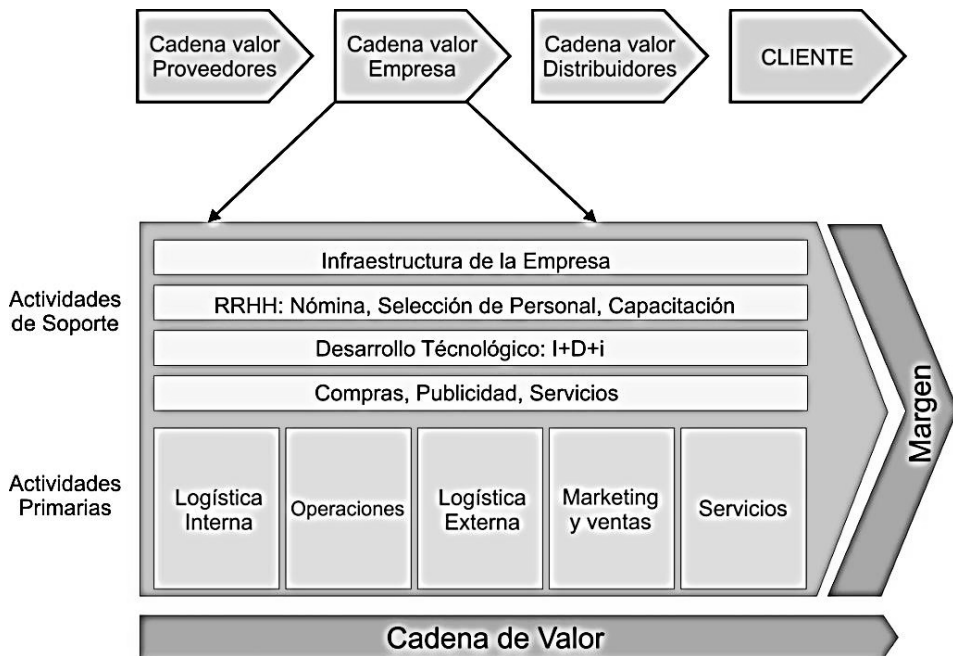 Cadena valor
Proveedores
Cadena valor
Empresa
Cadena valor
Distribuidores
CLIENTE
Actividades
de Soporte
Infraestructura de la Empresa
RRHH: Nómina, Selección de Personal, Capacitación
Desarrollo Técnológico: I+D+i
Compras, Publicidad, Servicios
Actividades
Primarias
Logística
Interna
Operaciones
Logística
Externa
Marketing
y ventas
Servicios
Margen
Cadena de Valor